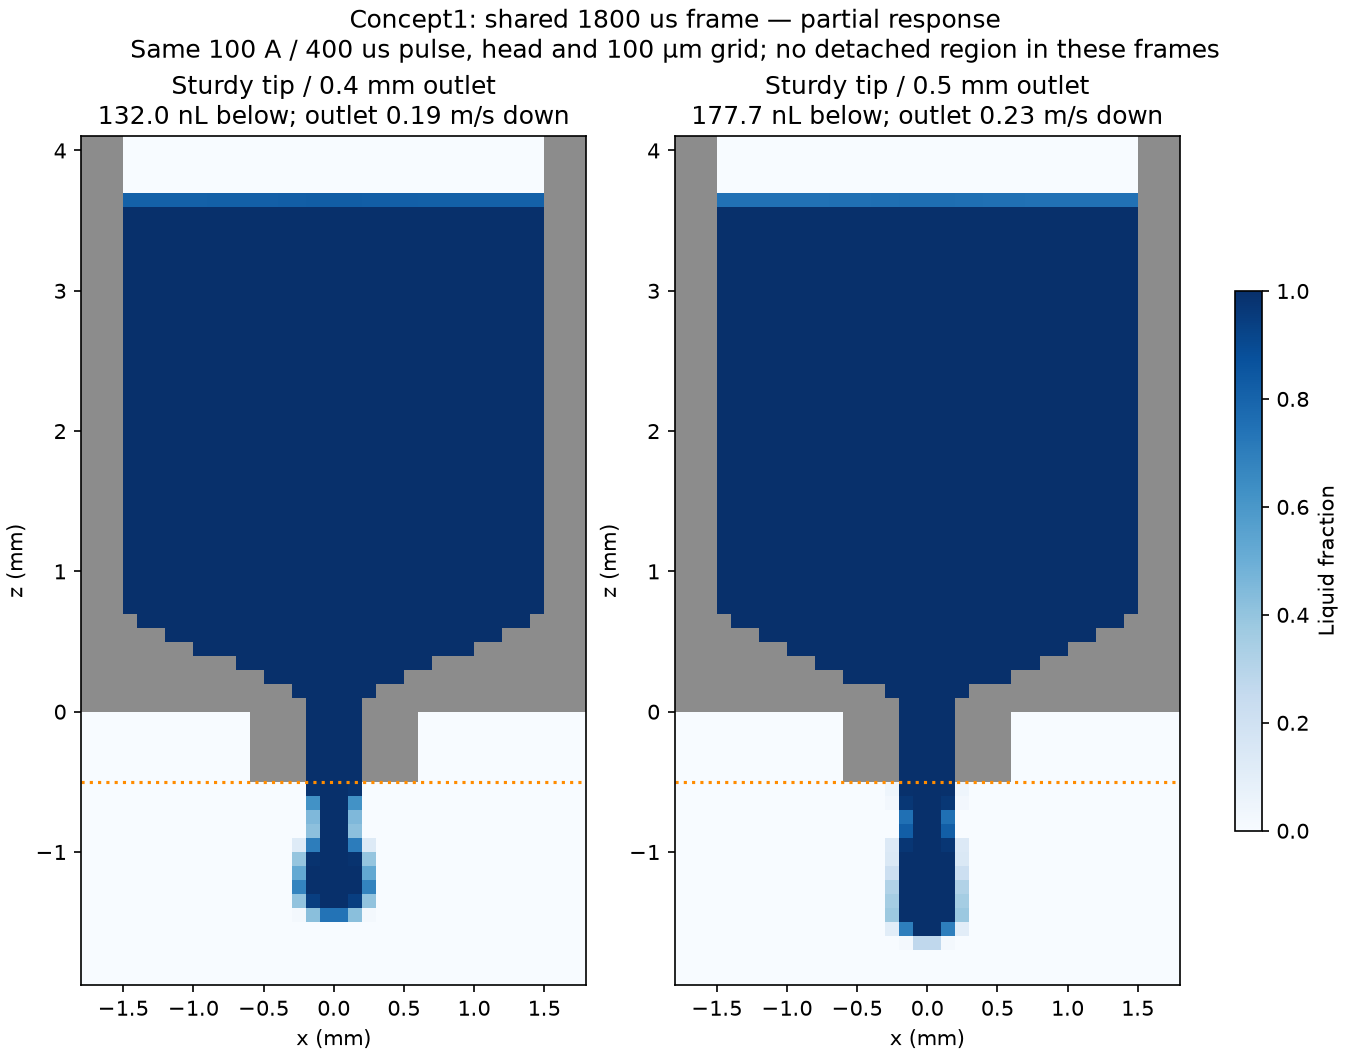 Concept1: shared 1800 us frame — partial response
Same 100 A / 400 us pulse, head and 100 µm grid; no detached region in these frames
Sturdy tip / 0.4 mm outlet
132.0 nL below; outlet 0.19 m/s down
Sturdy tip / 0.5 mm outlet
177.7 nL below; outlet 0.23 m/s down
4
3
2
1
0
−1
z (mm)
−1.5 −1.0 −0.5 0.0 0.5 1.0 1.5
x (mm)
4
3
2
1
0
−1
z (mm)
−1.5 −1.0 −0.5 0.0 0.5 1.0 1.5
x (mm)
1.0
0.8
0.6
0.4
0.2
0.0
Liquid fraction